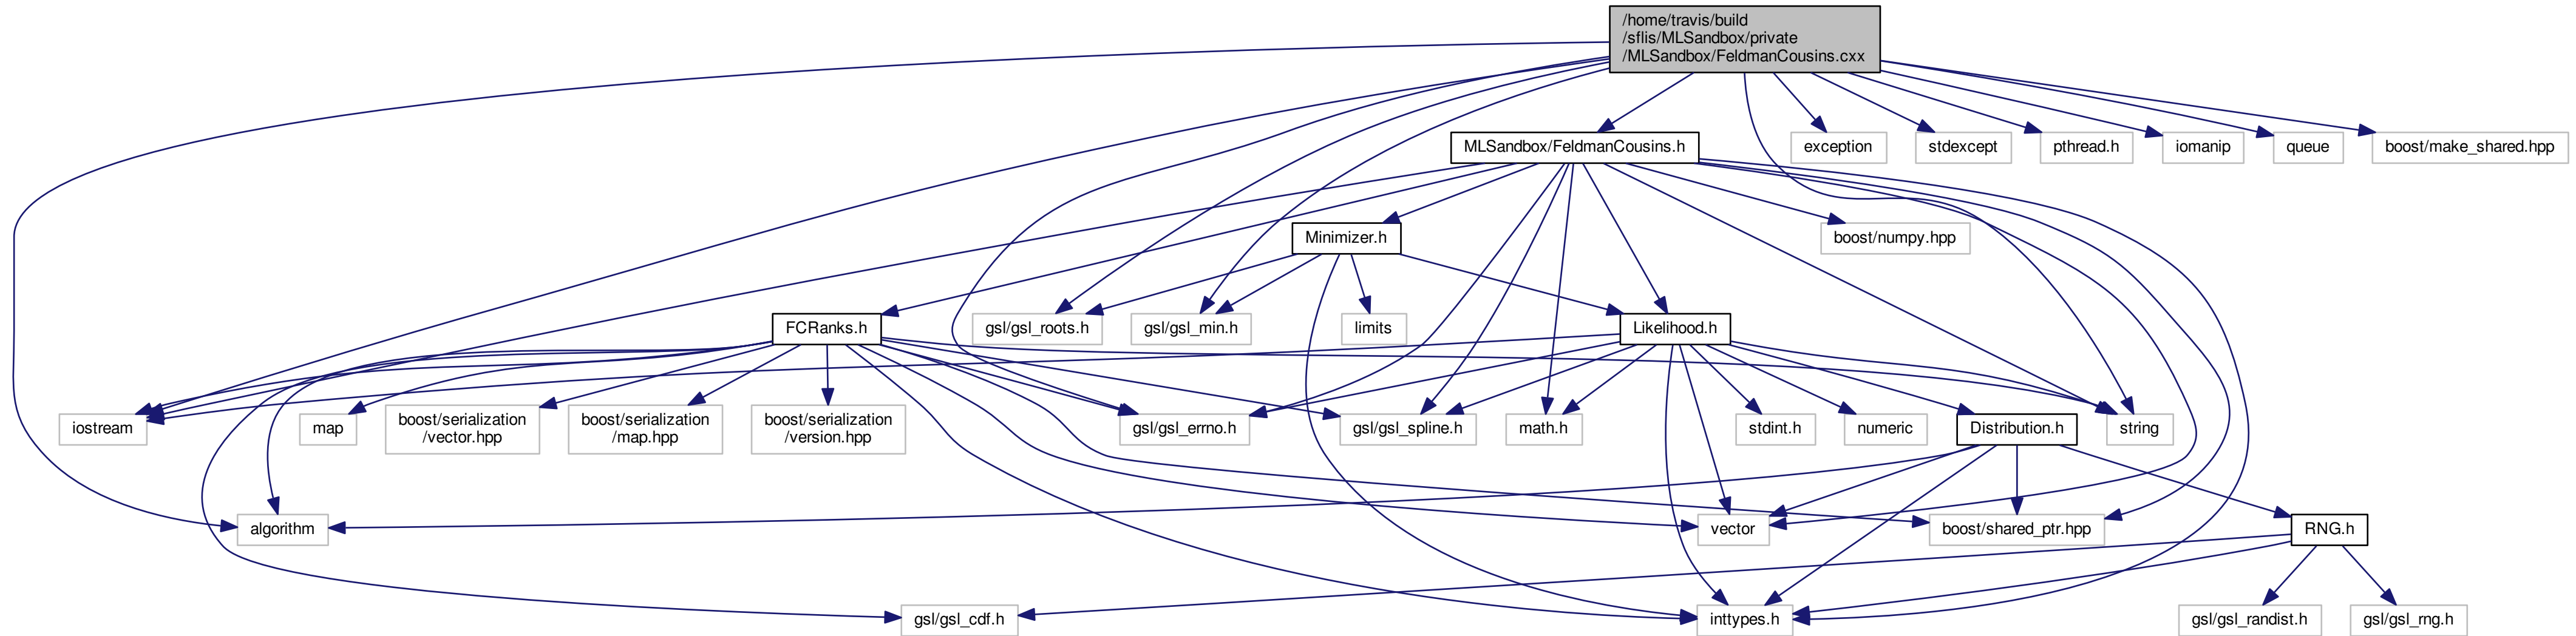 /home/travis/build
/sflis/MLSandbox/private
/MLSandbox/FeldmanCousins.cxx
MLSandbox/FeldmanCousins.h
exception
stdexcept
pthread.h
iomanip
queue
boost/make_shared.hpp
Minimizer.h
boost/numpy.hpp
FCRanks.h
gsl/gsl_roots.h
gsl/gsl_min.h
limits
Likelihood.h
iostream
map
boost/serialization
/vector.hpp
boost/serialization
/map.hpp
boost/serialization
/version.hpp
gsl/gsl_errno.h
gsl/gsl_spline.h
math.h
stdint.h
numeric
Distribution.h
string
algorithm
vector
boost/shared_ptr.hpp
RNG.h
gsl/gsl_cdf.h
inttypes.h
gsl/gsl_randist.h
gsl/gsl_rng.h